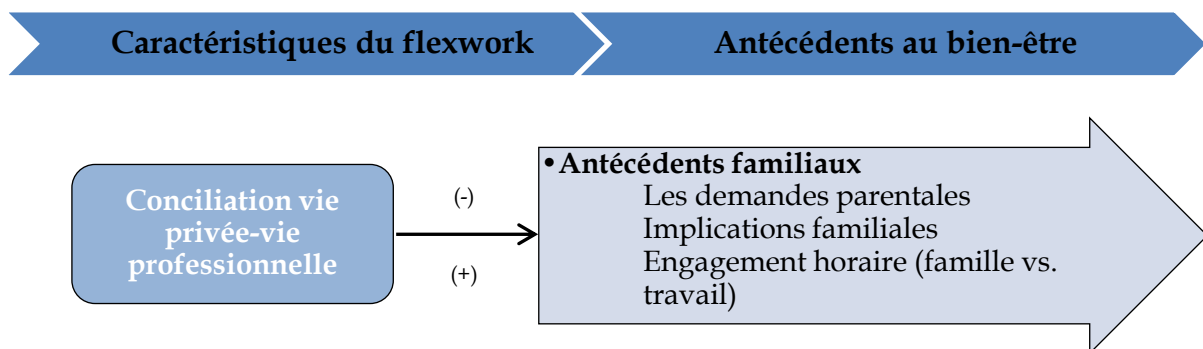 Caractéristiques du flexwork
Antécédents au bien-être
Conciliation vie
privée-vie
professionnelle
(-)
(+)
•Antécédents familiaux
Les demandes parentales
Implications familiales
Engagement horaire (famille vs.
travail)